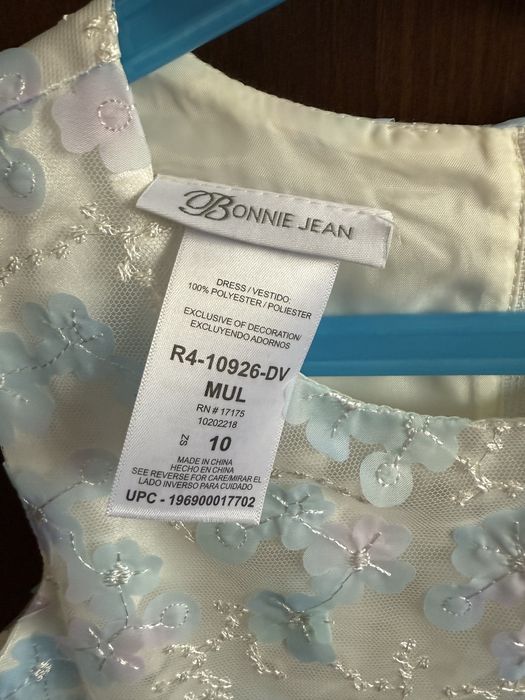 BONNIE JEAN
DRESS / VESTIDO:
100% POLYESTER / POLIESTER
EXCLUSIVE OF DECORATION/
EXCLUYENDO ADORNOS
R4-10926-DV
MUL
RN # 17175
10202218
SZ 10
MADE IN CHINA
HECHO EN CHINA
SEE REVERSE FOR CARE/MIRAR EL
LADO INVERSO PARA CUIDADO
UPC - 196900017702